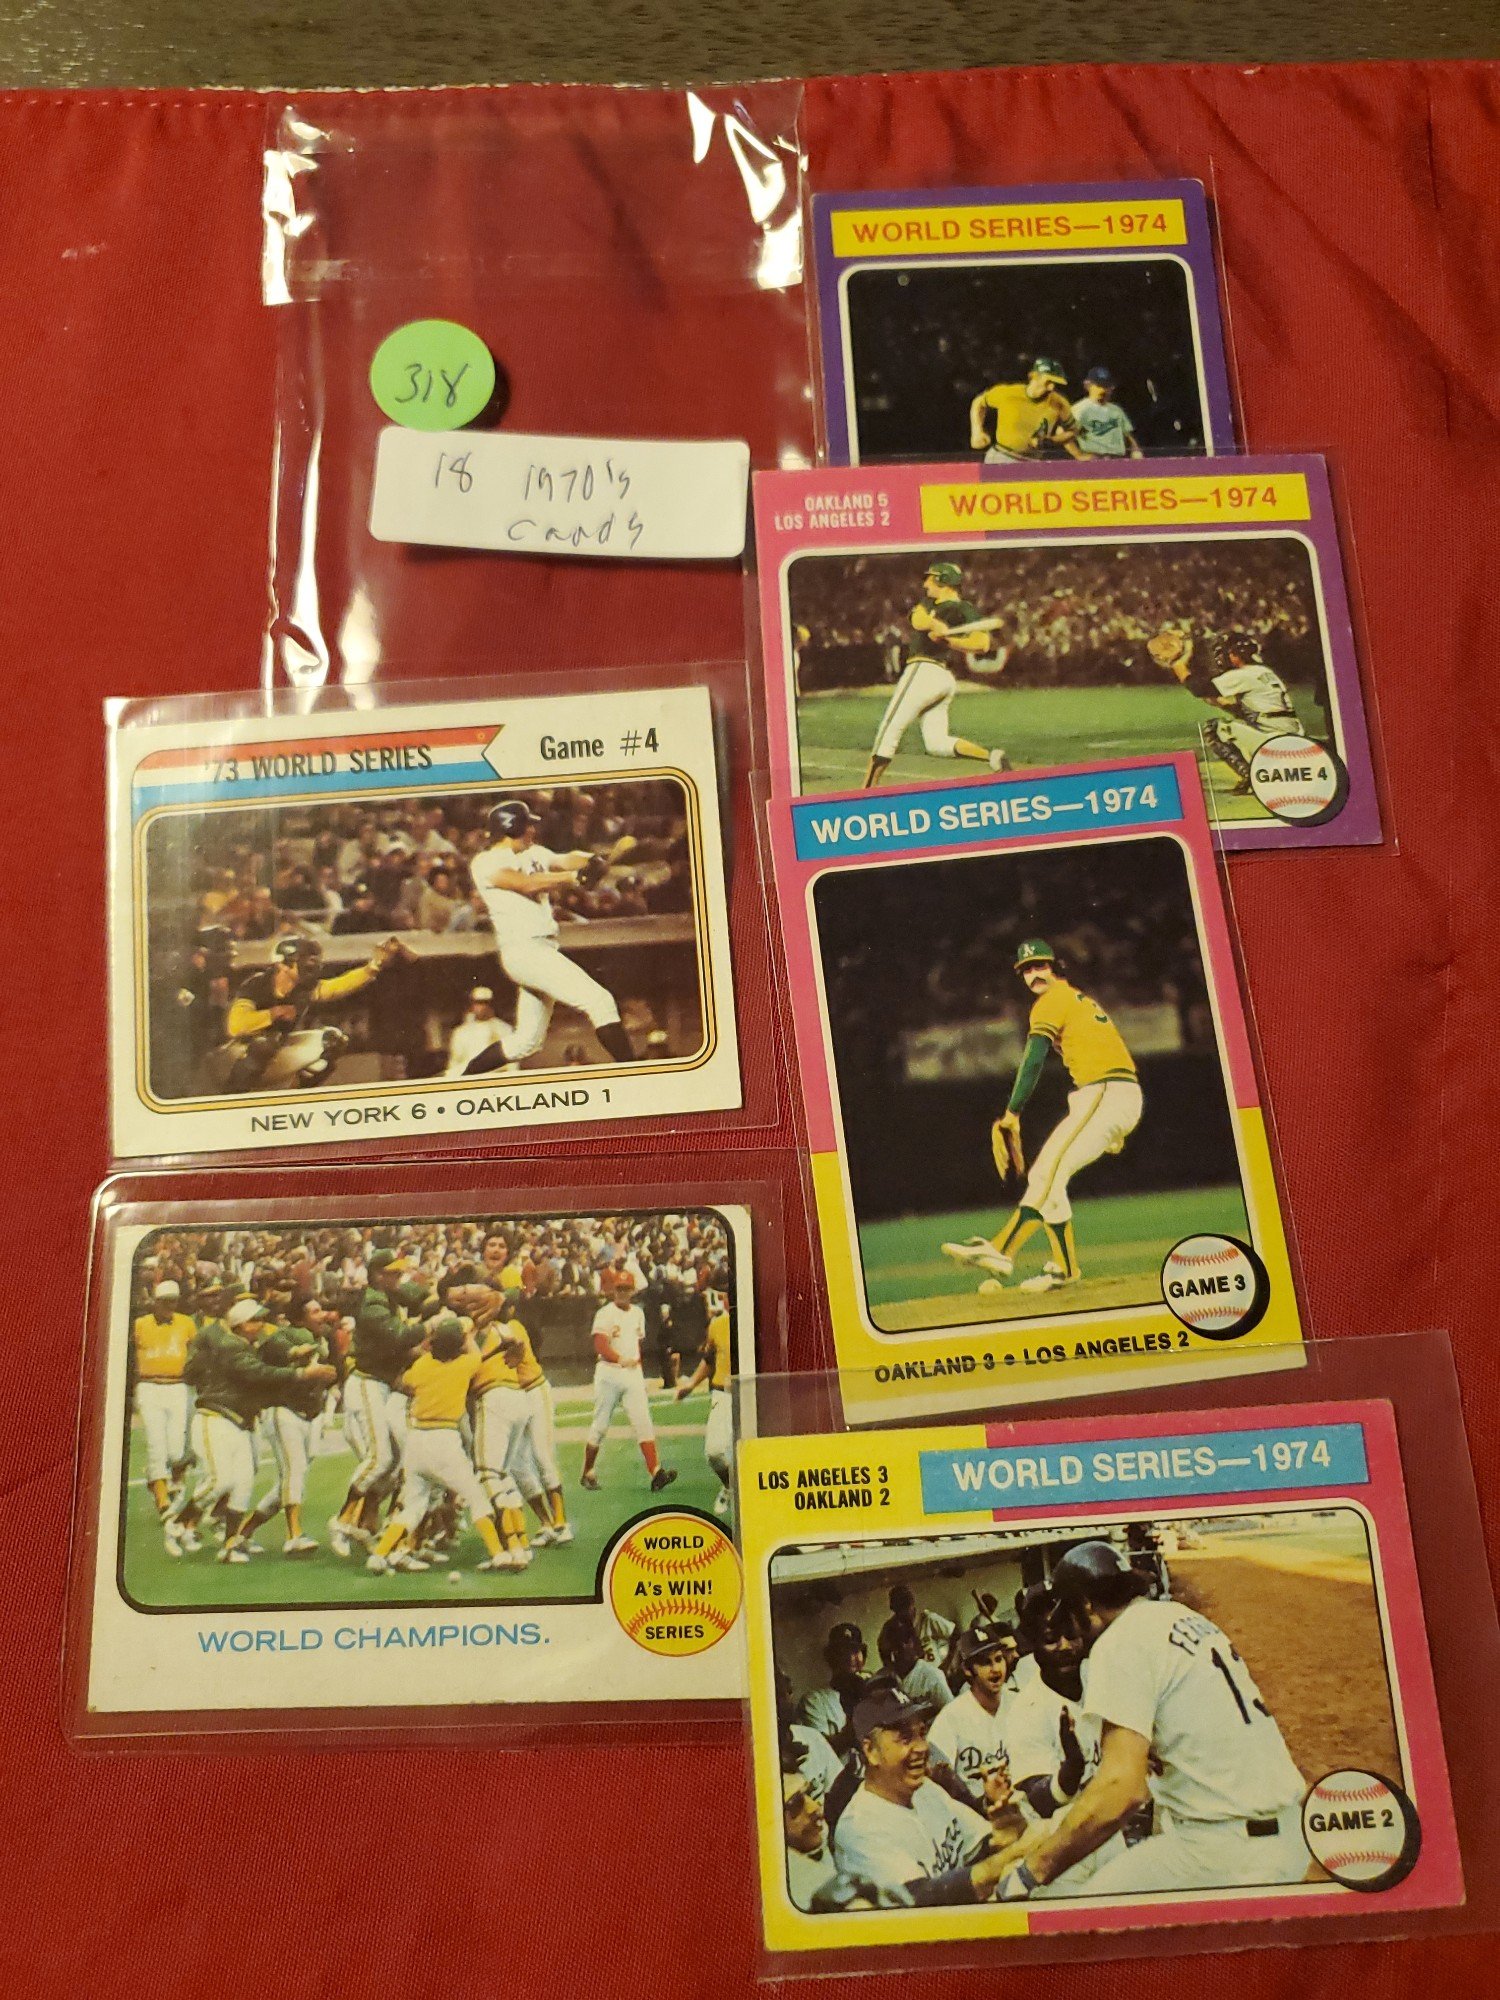 318
18 1970's
cards
WORLD SERIES—1974
OAKLAND 5
LOS ANGELES 2
WORLD SERIES—1974
GAME 4
'73 WORLD SERIES
Game #4
NEW YORK 6 • OAKLAND 1
WORLD SERIES—1974
GAME 3
OAKLAND 3 • LOS ANGELES 2
WORLD
A's WIN!
SERIES
WORLD CHAMPIONS.
LOS ANGELES 3
OAKLAND 2
WORLD SERIES—1974
13
GAME 2